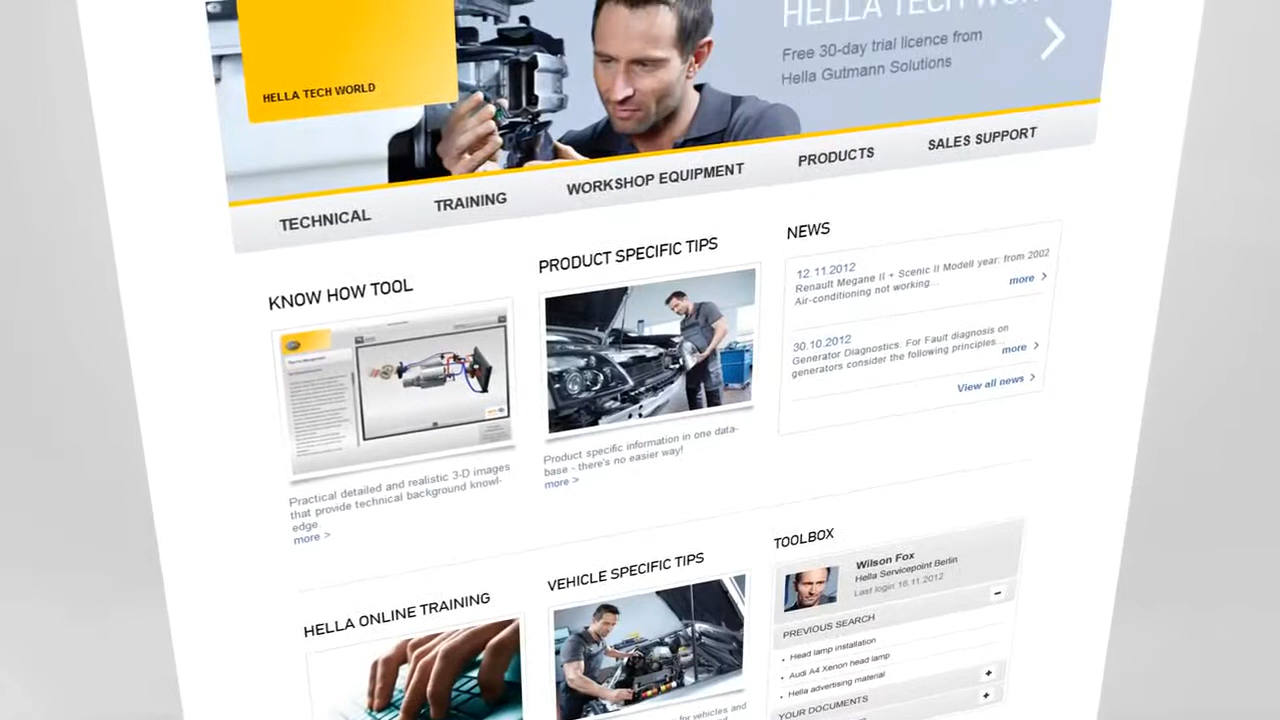 HELLA TECH WORLD
Free 30-day trial licence from
Hella Gutmann Solutions
HELLA TECH WORLD
TECHNICAL
TRAINING
WORKSHOP EQUIPMENT
PRODUCTS
SALES SUPPORT
KNOW HOW TOOL
Practical detailed and realistic 3-D images
that provide technical background knowl-
edge.
more >
PRODUCT SPECIFIC TIPS
Product specific information in one data-
base - there's no easier way!
more >
NEWS
12.11.2012
Renault Megane II + Scenic II Modell year: from 2002
Air-conditioning not working...
more >
30.10.2012
Generator Diagnostics. For Fault diagnosis on
generators consider the following principles...
more >
View all news >
HELLA ONLINE TRAINING
VEHICLE SPECIFIC TIPS
for vehicles and
TOOLBOX
Wilson Fox
Hella Servicepoint Berlin
Last login 16.11.2012
PREVIOUS SEARCH
• Head lamp installation
• Audi A4 Xenon head lamp
• Hella advertising material
YOUR DOCUMENTS